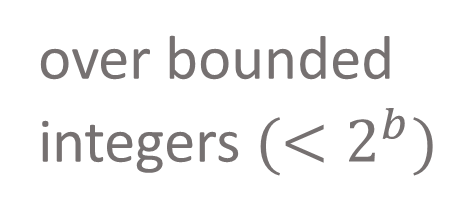 over bounded
integers (< 2^b)